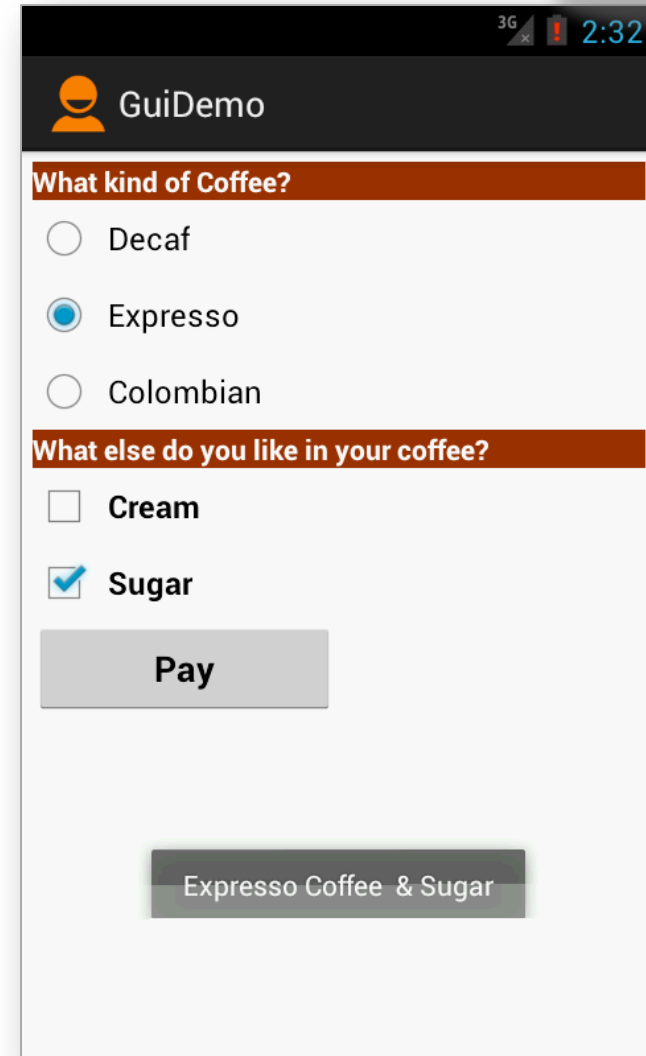 3G 2:32
GuiDemo
What kind of Coffee?
Decaf
Expresso
Colombian
What else do you like in your coffee?
Cream
Sugar
Pay
Expresso Coffee  & Sugar